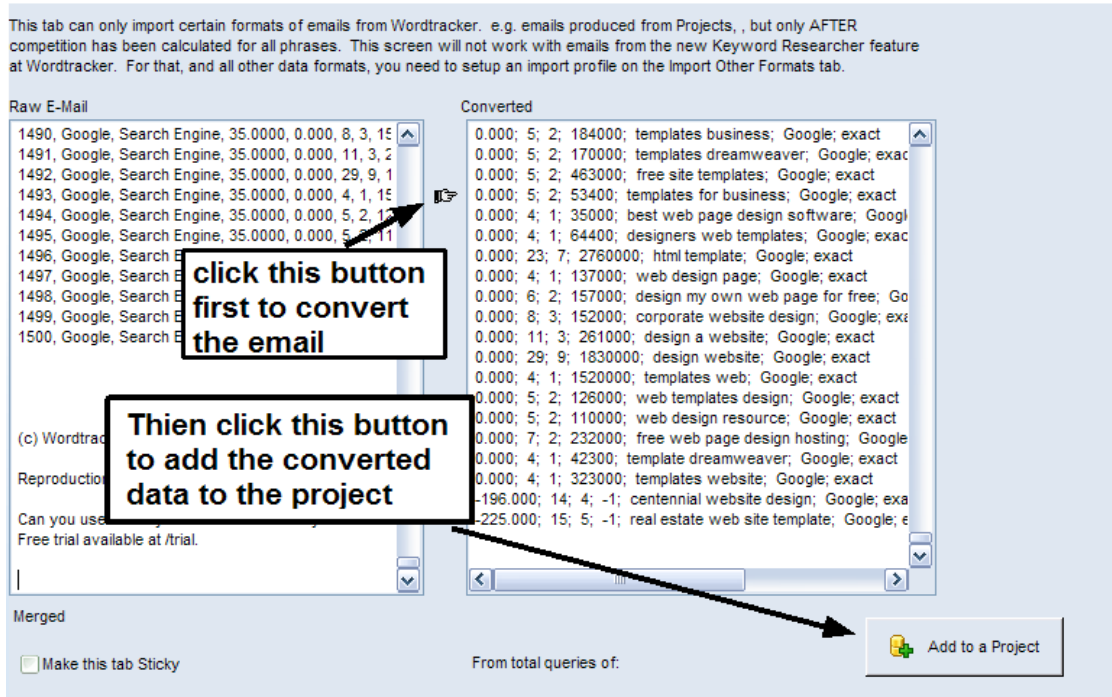 This tab can only import certain formats of emails from Wordtracker.  e.g. emails produced from Projects, , but only AFTER
competition has been calculated for all phrases.  This screen will not work with emails from the new Keyword Researcher feature
at Wordtracker.  For that, and all other data formats, you need to setup an import profile on the Import Other Formats tab.
Raw E-Mail
1490, Google, Search Engine, 35.0000, 0.000, 8, 3, 15
1491, Google, Search Engine, 35.0000, 0.000, 11, 3, 2
1492, Google, Search Engine, 35.0000, 0.000, 29, 9, 1
1493, Google, Search Engine, 35.0000, 0.000, 4, 1, 15
1494, Google, Search Engine, 35.0000, 0.000, 5, 2, 12
1495, Google, Search Engine, 35.0000, 0.000, 5, 2, 11
1496, Google, Search E
1497, Google, Search E
1498, Google, Search E
1499, Google, Search E
1500, Google, Search E
(c) Wordtrac
Reproduction
Can you use
Free trial available at /trial.
click this button
first to convert
the email
Thien click this button
to add the converted
data to the project
Converted
0.000; 5; 2; 184000; templates business; Google; exact
0.000; 5; 2; 170000; templates dreamweaver; Google; exac
0.000; 5; 2; 463000; free site templates; Google; exact
0.000; 5; 2; 53400; templates for business; Google; exact
0.000; 4; 1; 35000; best web page design software; Googl
0.000; 4; 1; 64400; designers web templates; Google; exac
0.000; 23; 7; 2760000; html template; Google; exact
0.000; 4; 1; 137000; web design page; Google; exact
0.000; 6; 2; 157000; design my own web page for free; Go
0.000; 8; 3; 152000; corporate website design; Google; exa
0.000; 11; 3; 261000; design a website; Google; exact
0.000; 29; 9; 1830000; design website; Google; exact
0.000; 4; 1; 1520000; templates web; Google; exact
0.000; 5; 2; 126000; web templates design; Google; exact
0.000; 5; 2; 110000; web design resource; Google; exact
0.000; 7; 2; 232000; free web page design hosting; Google
0.000; 4; 1; 42300; template dreamweaver; Google; exact
0.000; 4; 1; 323000; templates website; Google; exact
-196.000; 14; 4; -1; centennial website design; Google; exa
-225.000; 15; 5; -1; real estate web site template; Google; e
Merged
Make this tab Sticky
From total queries of:
Add to a Project